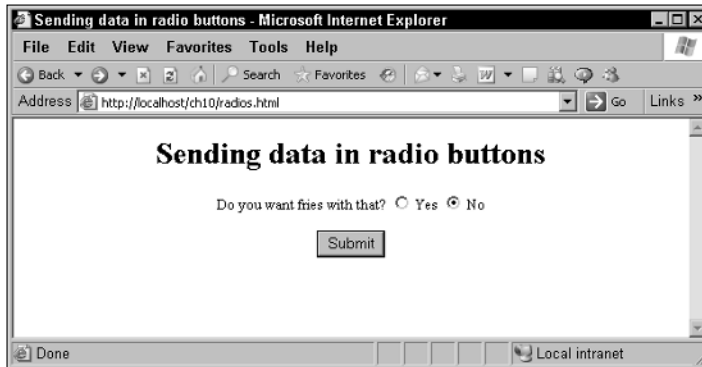 Sending data in radio buttons - Microsoft Internet Explorer
File Edit View Favorites Tools Help
Back Search Favorites W
Address http://localhost/ch10/radios.html Go Links »
Sending data in radio buttons
Do you want fries with that? Yes No
Submit
Done Local intranet